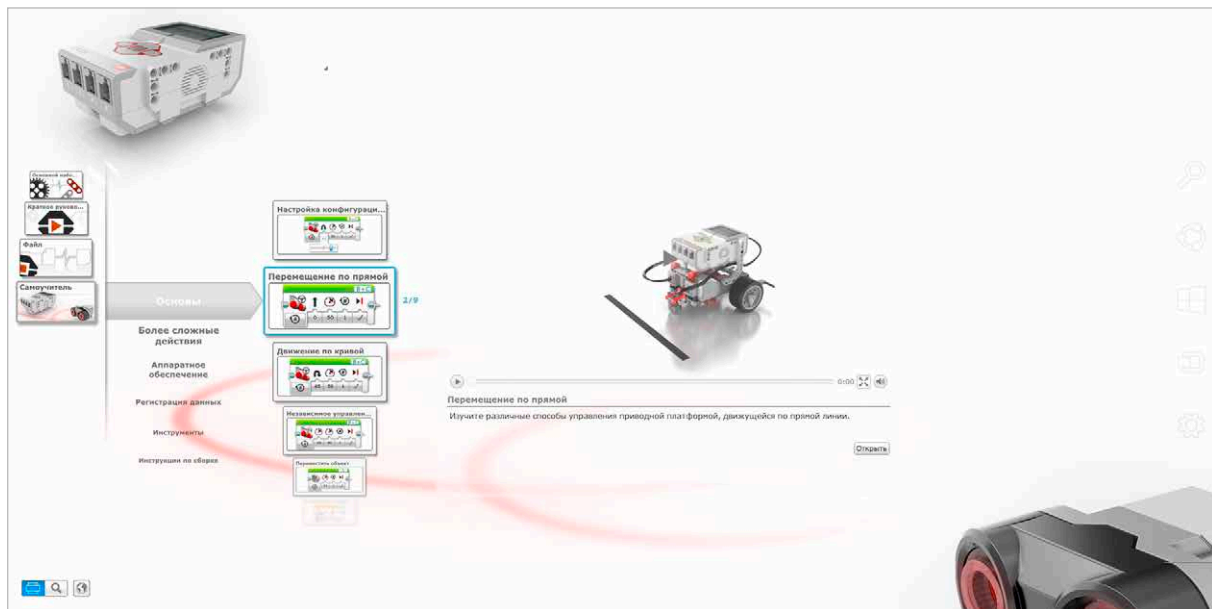 Основной набо...
Краткое руково...
Файл
Самоучитель
Основы
Более сложные
действия
Аппаратное
обеспечение
Регистрация данных
Инструменты
Инструкции по сборке
Настройка конфигураци...
Перемещение по прямой
2/9
Движение по кривой
Независимое управлен...
Переместить объект
0:00
Перемещение по прямой
Изучите различные способы управления приводной платформой, движущейся по прямой линии.
Открыть